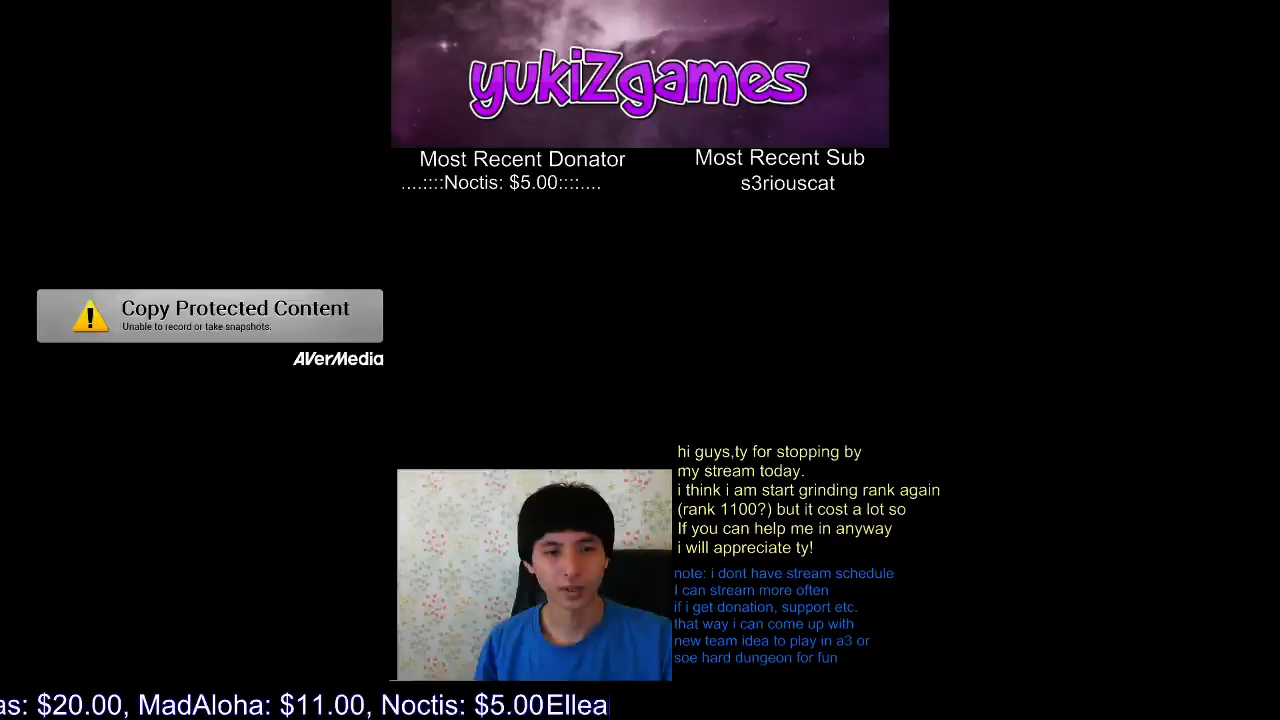 yukiZgames
Most Recent Donator
....::::Noctis: $5.00::::....
Most Recent Sub
s3riouscat
Copy Protected Content
Unable to record or take snapshots.
AVerMedia
hi guys,ty for stopping by
my stream today.
i think i am start grinding rank again
(rank 1100?) but it cost a lot so
If you can help me in anyway
i will appreciate ty!
note: i dont have stream schedule
I can stream more often
if i get donation, support etc.
that way i can come up with
new team idea to play in a3 or
soe hard dungeon for fun
as: $20.00, MadAloha: $11.00, Noctis: $5.00Ellea